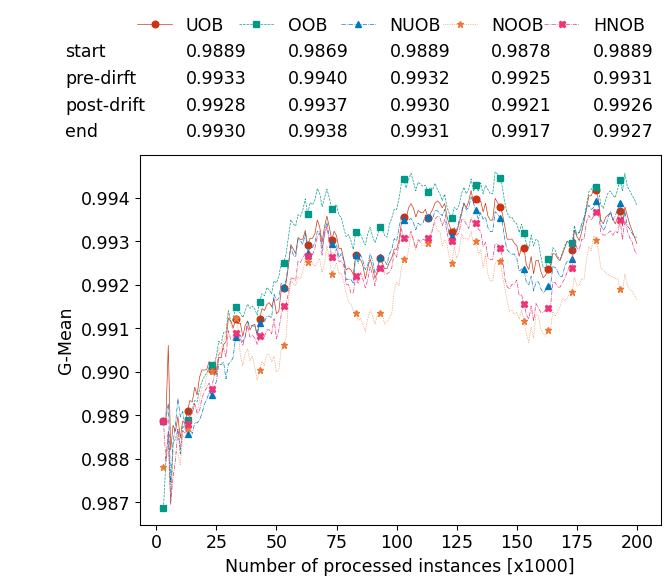 UOB OOB NUOB NOOB HNOB
start 0.9889 0.9869 0.9889 0.9878 0.9889
pre-dirft 0.9933 0.9940 0.9932 0.9925 0.9931
post-drift 0.9928 0.9937 0.9930 0.9921 0.9926
end 0.9930 0.9938 0.9931 0.9917 0.9927
0.994
0.993
0.992
0.991
0.990
0.989
0.988
0.987
G-Mean
0 25 50 75 100 125 150 175 200
Number of processed instances [x1000]